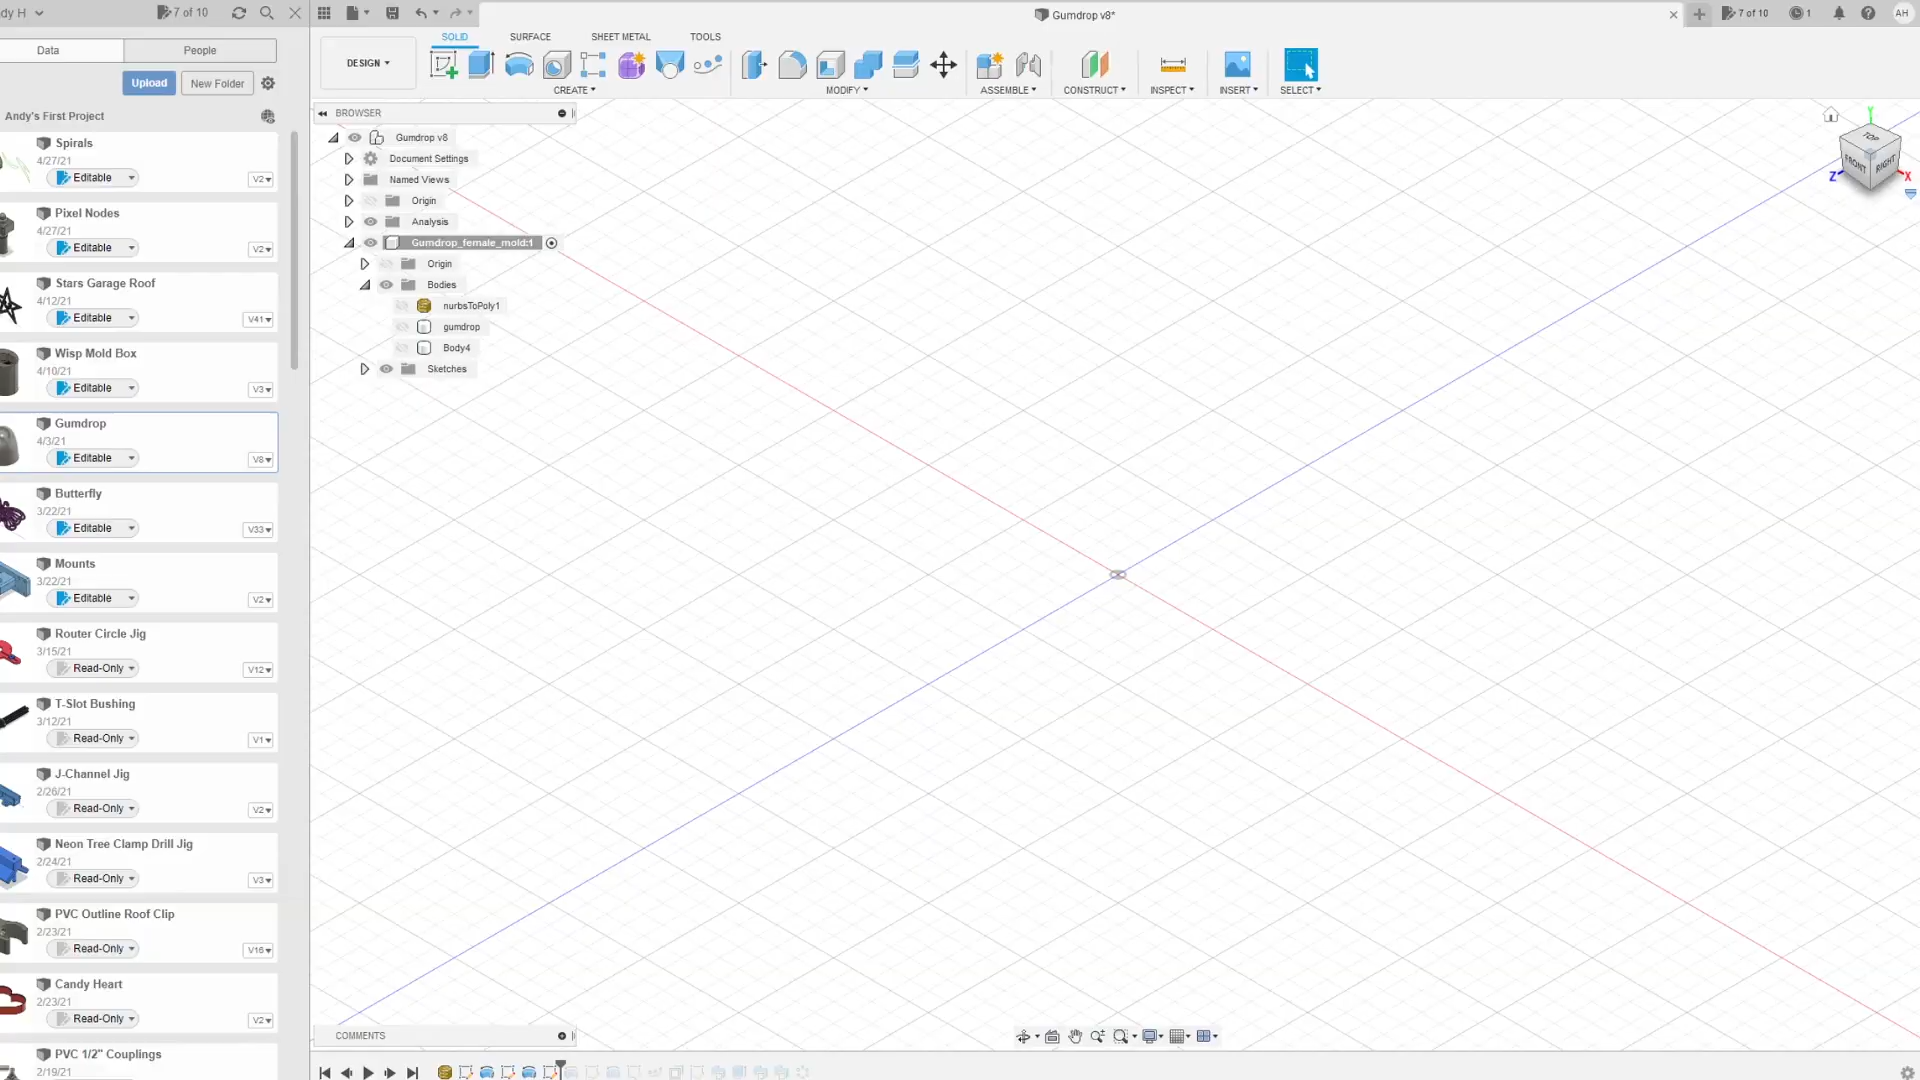 dy H
7 of 10
Gumdrop v8*
7 of 10
1
AH
Data
People
Upload
New Folder
Andy's First Project
Spirals
4/27/21
Editable
V2
Pixel Nodes
4/27/21
Editable
V2
Stars Garage Roof
4/12/21
Editable
V41
Wisp Mold Box
4/10/21
Editable
V3
Gumdrop
4/3/21
Editable
V8
Butterfly
3/22/21
Editable
V33
Mounts
3/22/21
Editable
V2
Router Circle Jig
3/15/21
Read-Only
V12
T-Slot Bushing
3/12/21
Read-Only
V1
J-Channel Jig
2/26/21
Read-Only
V2
Neon Tree Clamp Drill Jig
2/24/21
Read-Only
V3
PVC Outline Roof Clip
2/23/21
Read-Only
V16
Candy Heart
2/23/21
Read-Only
V2
PVC 1/2" Couplings
2/19/21
DESIGN
SOLID
SURFACE
SHEET METAL
TOOLS
CREATE
MODIFY
ASSEMBLE
CONSTRUCT
INSPECT
INSERT
SELECT
BROWSER
Gumdrop v8
Document Settings
Named Views
Origin
Analysis
Gumdrop_female_mold:1
Origin
Bodies
nurbsToPoly1
gumdrop
Body4
Sketches
Y
TOP
FRONT
RIGHT
Z
X
COMMENTS